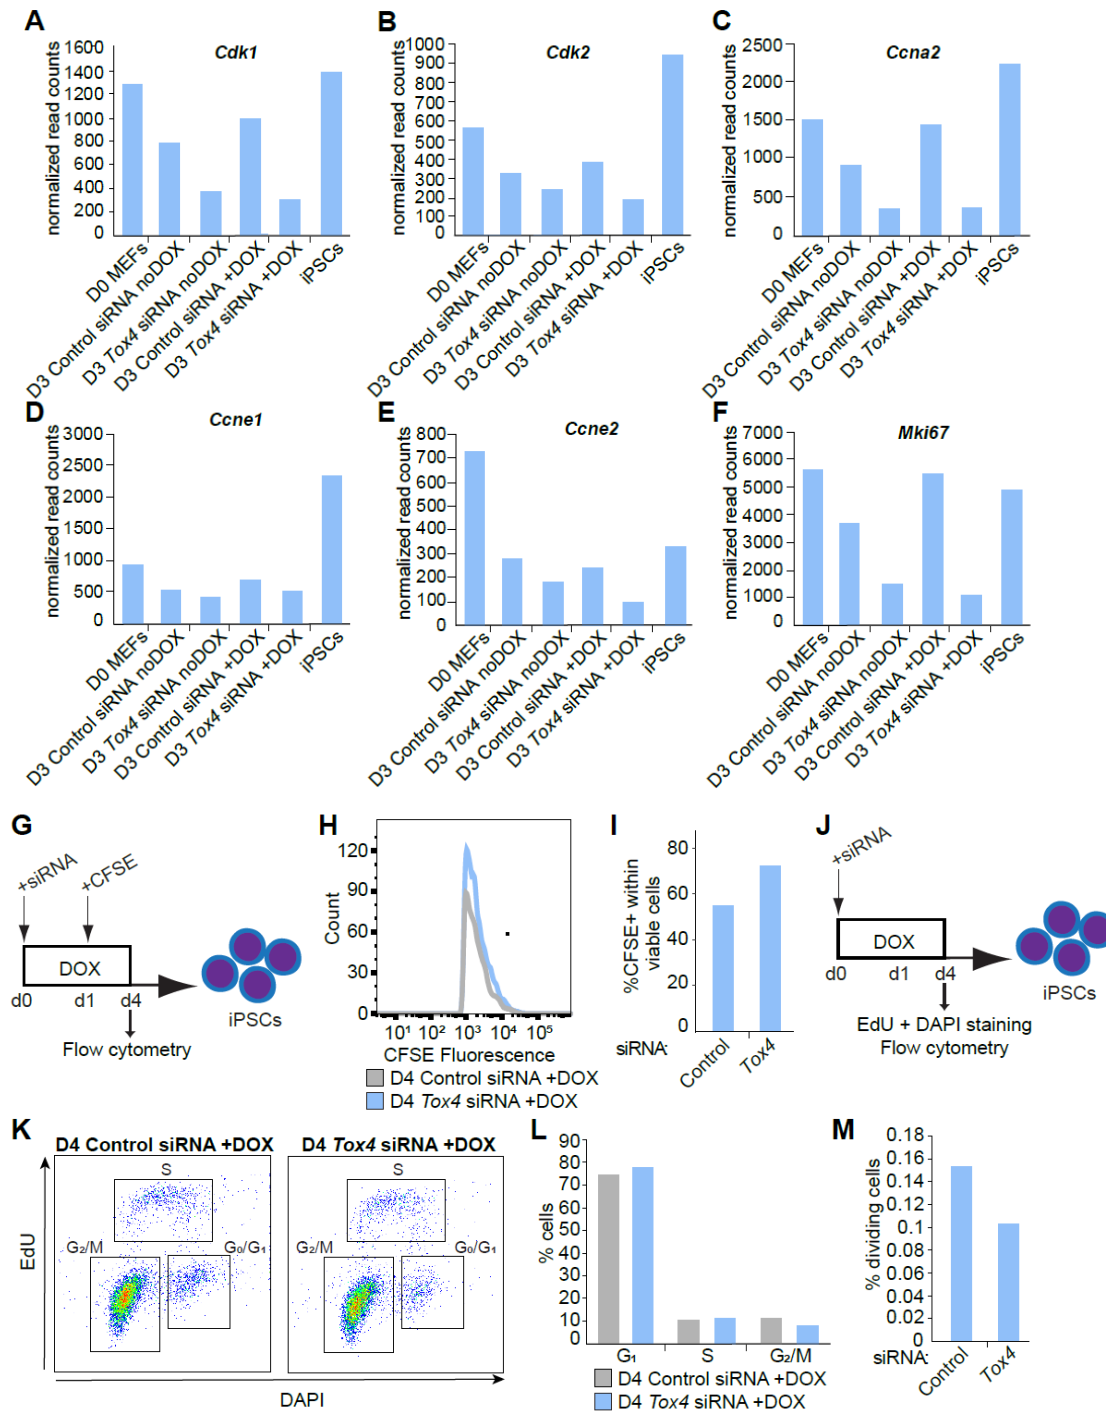 A
Cdk1
normalized read counts
1600
1400
1200
1000
800
600
400
200
0
D0 MEFs
D3 Control siRNA noDOX
D3 Tox4 siRNA noDOX
D3 Control siRNA +DOX
D3 Tox4 siRNA +DOX
iPSCs
B
Cdk2
normalized read counts
1000
900
800
700
600
500
400
300
200
100
0
D0 MEFs
D3 Control siRNA noDOX
D3 Tox4 siRNA noDOX
D3 Control siRNA +DOX
D3 Tox4 siRNA +DOX
iPSCs
C
Ccna2
normalized read counts
2500
2000
1500
1000
500
0
D0 MEFs
D3 Control siRNA noDOX
D3 Tox4 siRNA noDOX
D3 Control siRNA +DOX
D3 Tox4 siRNA +DOX
iPSCs
D
Ccne1
normalized read counts
3000
2500
2000
1500
1000
500
0
D0 MEFs
D3 Control siRNA noDOX
D3 Tox4 siRNA noDOX
D3 Control siRNA +DOX
D3 Tox4 siRNA +DOX
iPSCs
E
Ccne2
normalized read counts
800
700
600
500
400
300
200
100
0
D0 MEFs
D3 Control siRNA noDOX
D3 Tox4 siRNA noDOX
D3 Control siRNA +DOX
D3 Tox4 siRNA +DOX
iPSCs
F
Mki67
normalized read counts
7000
6000
5000
4000
3000
2000
1000
0
D0 MEFs
D3 Control siRNA noDOX
D3 Tox4 siRNA noDOX
D3 Control siRNA +DOX
D3 Tox4 siRNA +DOX
iPSCs
G
+siRNA
+CFSE
DOX
d0 d1 d4
iPSCs
Flow cytometry
H
Count
120
90
60
30
0
10¹ 10² 10³ 10⁴ 10⁵
CFSE Fluorescence
D4 Control siRNA +DOX
D4 Tox4 siRNA +DOX
I
%CFSE+ within
viable cells
80
60
40
20
0
siRNA:
Control
Tox4
J
+siRNA
DOX
d0 d1 d4
iPSCs
EdU + DAPI staining
Flow cytometry
K
D4 Control siRNA +DOX
S
G₂/M
G₀/G₁
D4 Tox4 siRNA +DOX
S
G₂/M
G₀/G₁
EdU
DAPI
L
% cells
90
80
70
60
50
40
30
20
10
0
G₁ S G₂/M
D4 Control siRNA +DOX
D4 Tox4 siRNA +DOX
M
% dividing cells
0.18
0.16
0.14
0.12
0.1
0.08
0.06
0.04
0.02
0
siRNA:
Control
Tox4